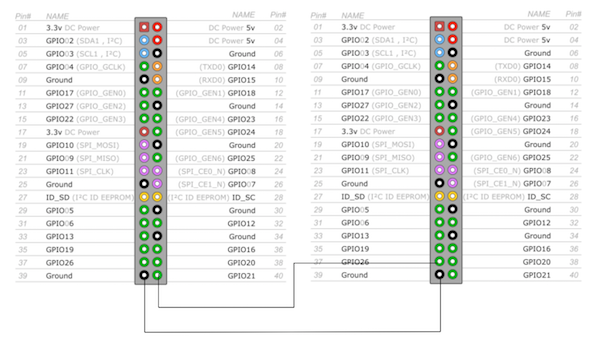 Pin# NAME NAME Pin# Pin# NAME NAME Pin#
01 3.3v DC Power DC Power 5v 02 01 3.3v DC Power DC Power 5v 02
03 GPIO02 (SDA1 , I²C) DC Power 5v 04 03 GPIO02 (SDA1 , I²C) DC Power 5v 04
05 GPIO03 (SCL1 , I²C) Ground 06 05 GPIO03 (SCL1 , I²C) Ground 06
07 GPIO04 (GPIO_GCLK) (TXD0) GPIO14 08 07 GPIO04 (GPIO_GCLK) (TXD0) GPIO14 08
09 Ground (RXD0) GPIO15 10 09 Ground (RXD0) GPIO15 10
11 GPIO17 (GPIO_GEN0) (GPIO_GEN1) GPIO18 12 11 GPIO17 (GPIO_GEN0) (GPIO_GEN1) GPIO18 12
13 GPIO27 (GPIO_GEN2) Ground 14 13 GPIO27 (GPIO_GEN2) Ground 14
15 GPIO22 (GPIO_GEN3) (GPIO_GEN4) GPIO23 16 15 GPIO22 (GPIO_GEN3) (GPIO_GEN4) GPIO23 16
17 3.3v DC Power (GPIO_GEN5) GPIO24 18 17 3.3v DC Power (GPIO_GEN5) GPIO24 18
19 GPIO10 (SPI_MOSI) Ground 20 19 GPIO10 (SPI_MOSI) Ground 20
21 GPIO09 (SPI_MISO) (GPIO_GEN6) GPIO25 22 21 GPIO09 (SPI_MISO) (GPIO_GEN6) GPIO25 22
23 GPIO11 (SPI_CLK) (SPI_CE0_N) GPIO08 24 23 GPIO11 (SPI_CLK) (SPI_CE0_N) GPIO08 24
25 Ground (SPI_CE1_N) GPIO07 26 25 Ground (SPI_CE1_N) GPIO07 26
27 ID_SD (I²C ID EEPROM) (I²C ID EEPROM) ID_SC 28 27 ID_SD (I²C ID EEPROM) (I²C ID EEPROM) ID_SC 28
29 GPIO05 Ground 30 29 GPIO05 Ground 30
31 GPIO06 GPIO12 32 31 GPIO06 GPIO12 32
33 GPIO13 Ground 34 33 GPIO13 Ground 34
35 GPIO19 GPIO16 36 35 GPIO19 GPIO16 36
37 GPIO26 GPIO20 38 37 GPIO26 GPIO20 38
39 Ground GPIO21 40 39 Ground GPIO21 40